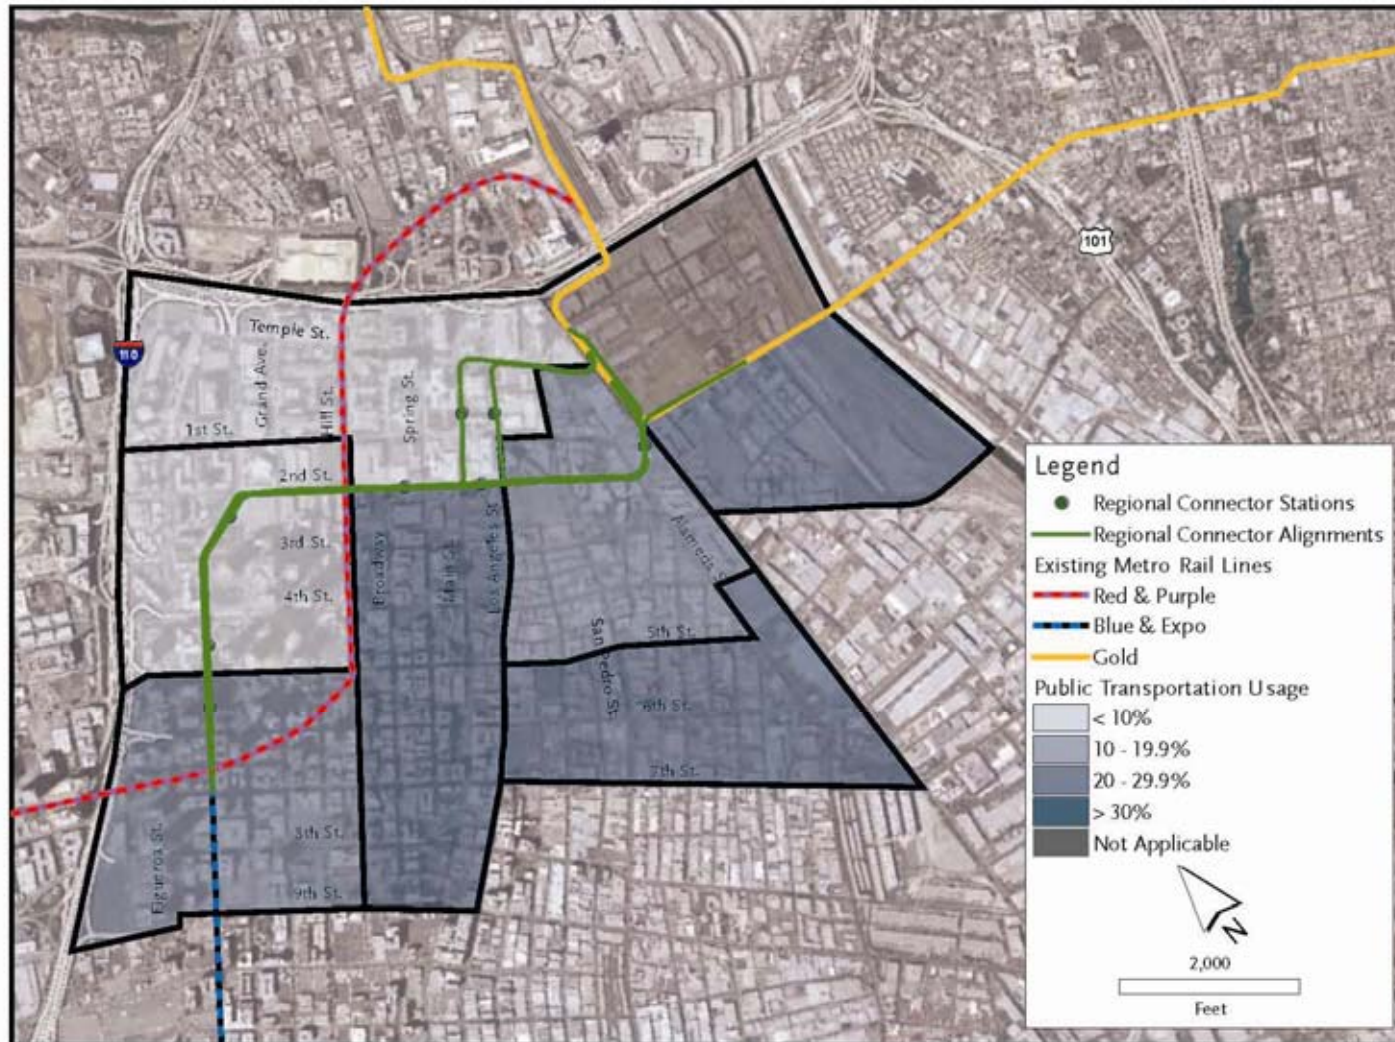 101
110
Temple St.
Grand Ave.
Hill St.
Spring St.
1st St.
2nd St.
3rd St.
4th St.
Broadway
Main St.
Los Angeles St.
Alameda St.
San Pedro St.
5th St.
6th St.
7th St.
8th St.
9th St.
Figueroa St.
Legend
Regional Connector Stations
Regional Connector Alignments
Existing Metro Rail Lines
Red & Purple
Blue & Expo
Gold
Public Transportation Usage
< 10%
10 - 19.9%
20 - 29.9%
> 30%
Not Applicable
N
2,000
Feet